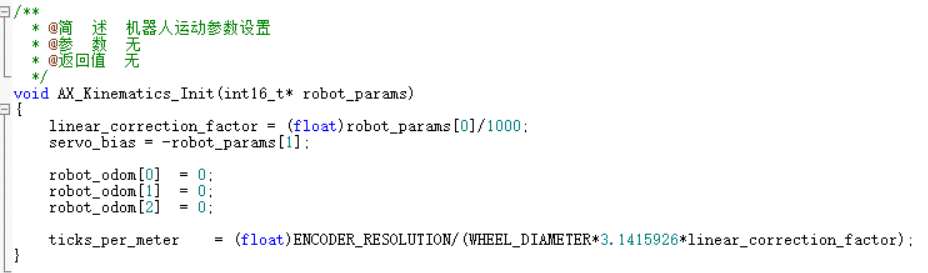 /**
* @简 述 机器人运动参数设置
* @参 数 无
* @返回值 无
*/
void AX_Kinematics_Init(int16_t* robot_params)
{
linear_correction_factor = (float)robot_params[0]/1000;
servo_bias = -robot_params[1];
robot_odom[0] = 0;
robot_odom[1] = 0;
robot_odom[2] = 0;
ticks_per_meter = (float)ENCODER_RESOLUTION/(WHEEL_DIAMETER*3.1415926*linear_correction_factor);
}